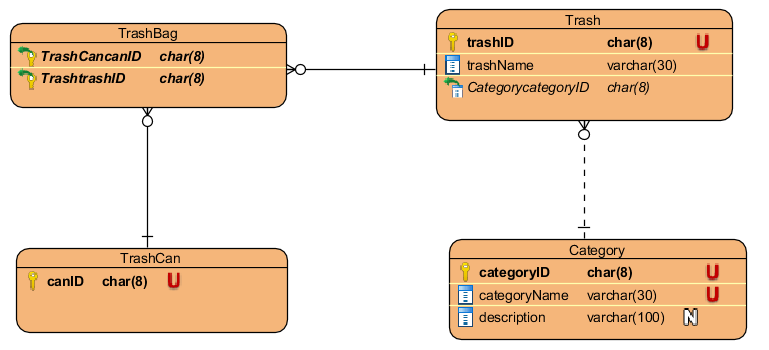 TrashBag
TrashCancanID char(8)
TrashtrashID char(8)
Trash
trashID char(8) U
trashName varchar(30)
CategorycategoryID char(8)
TrashCan
canID char(8) U
Category
categoryID char(8) U
categoryName varchar(30) U
description varchar(100) N